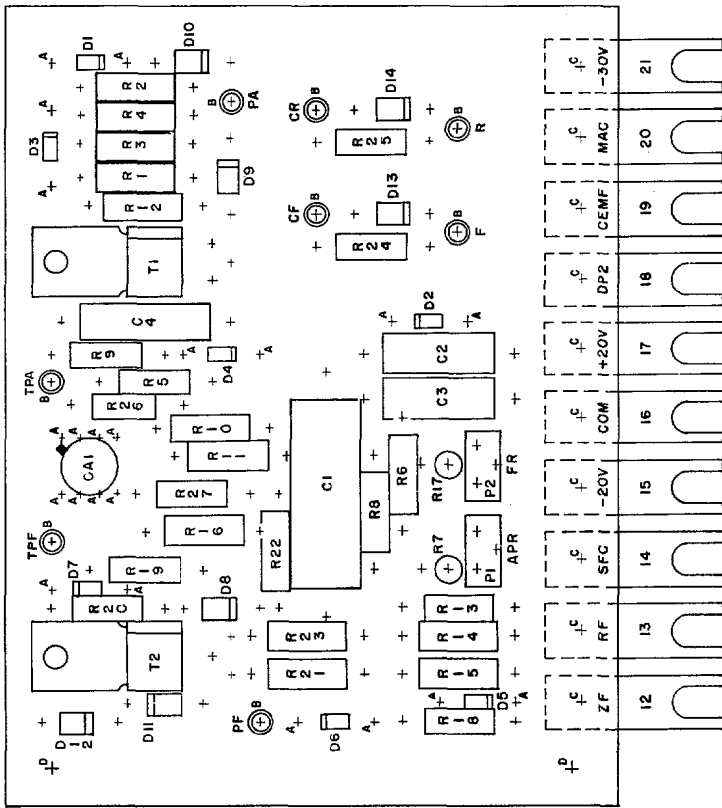 D1
A
A
D10
R2
A
R4
D3
R3
A
R1
R12
B
PA
D9
T1
C4
R9
A
A
D4
TPA
B
R5
R26
R10
R11
A A A A
CA1
A A A A
R27
R16
TPF
B
R19
A
D7
A
R2C
D8
T2
D11
D12
D
CR
B
D14
R25
B
R
CF
B
D13
R24
B
F
A
D2
A
C2
C3
C1
R6
R8
R17
P2
FR
R22
R7
P1
APR
R23
R13
R14
R21
R15
A
D5
A
R18
PF
B
A
D6
A
D
C
-30V
21
C
MAC
20
C
CEMF
19
C
DP2
18
C
+20V
17
C
COM
16
C
-20V
15
C
SFC
14
C
RF
13
C
ZF
12